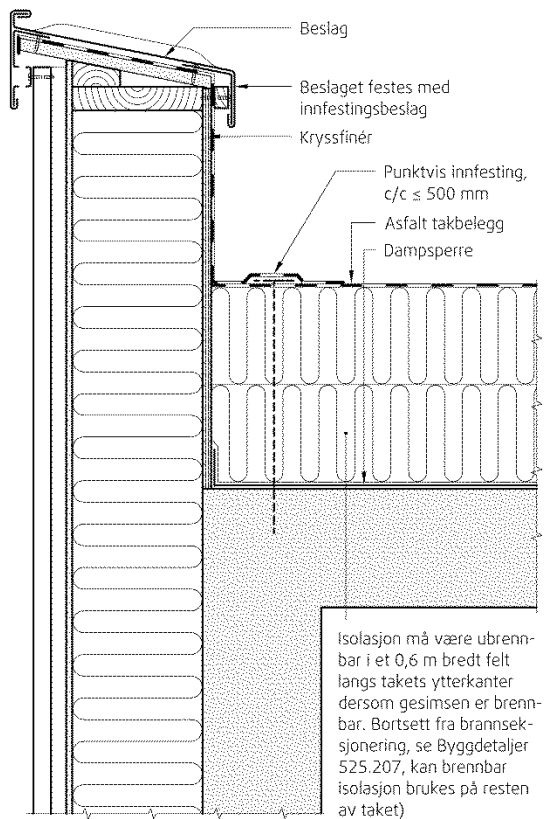 Beslag
Beslaget festes med
innfestingsbeslag
Kryssfinér
Punktvis innfesting,
c/c ≤ 500 mm
Asfalt takbelegg
Dampsperre
Isolasjon må være ubrenn-
bar i et 0,6 m bredt felt
langs takets ytterkanter
dersom gesimsen er brenn-
bar. Bortsett fra brannsek-
sjonering, se Byggdetaljer
525.207, kan brennbar
isolasjon brukes på resten
av taket)